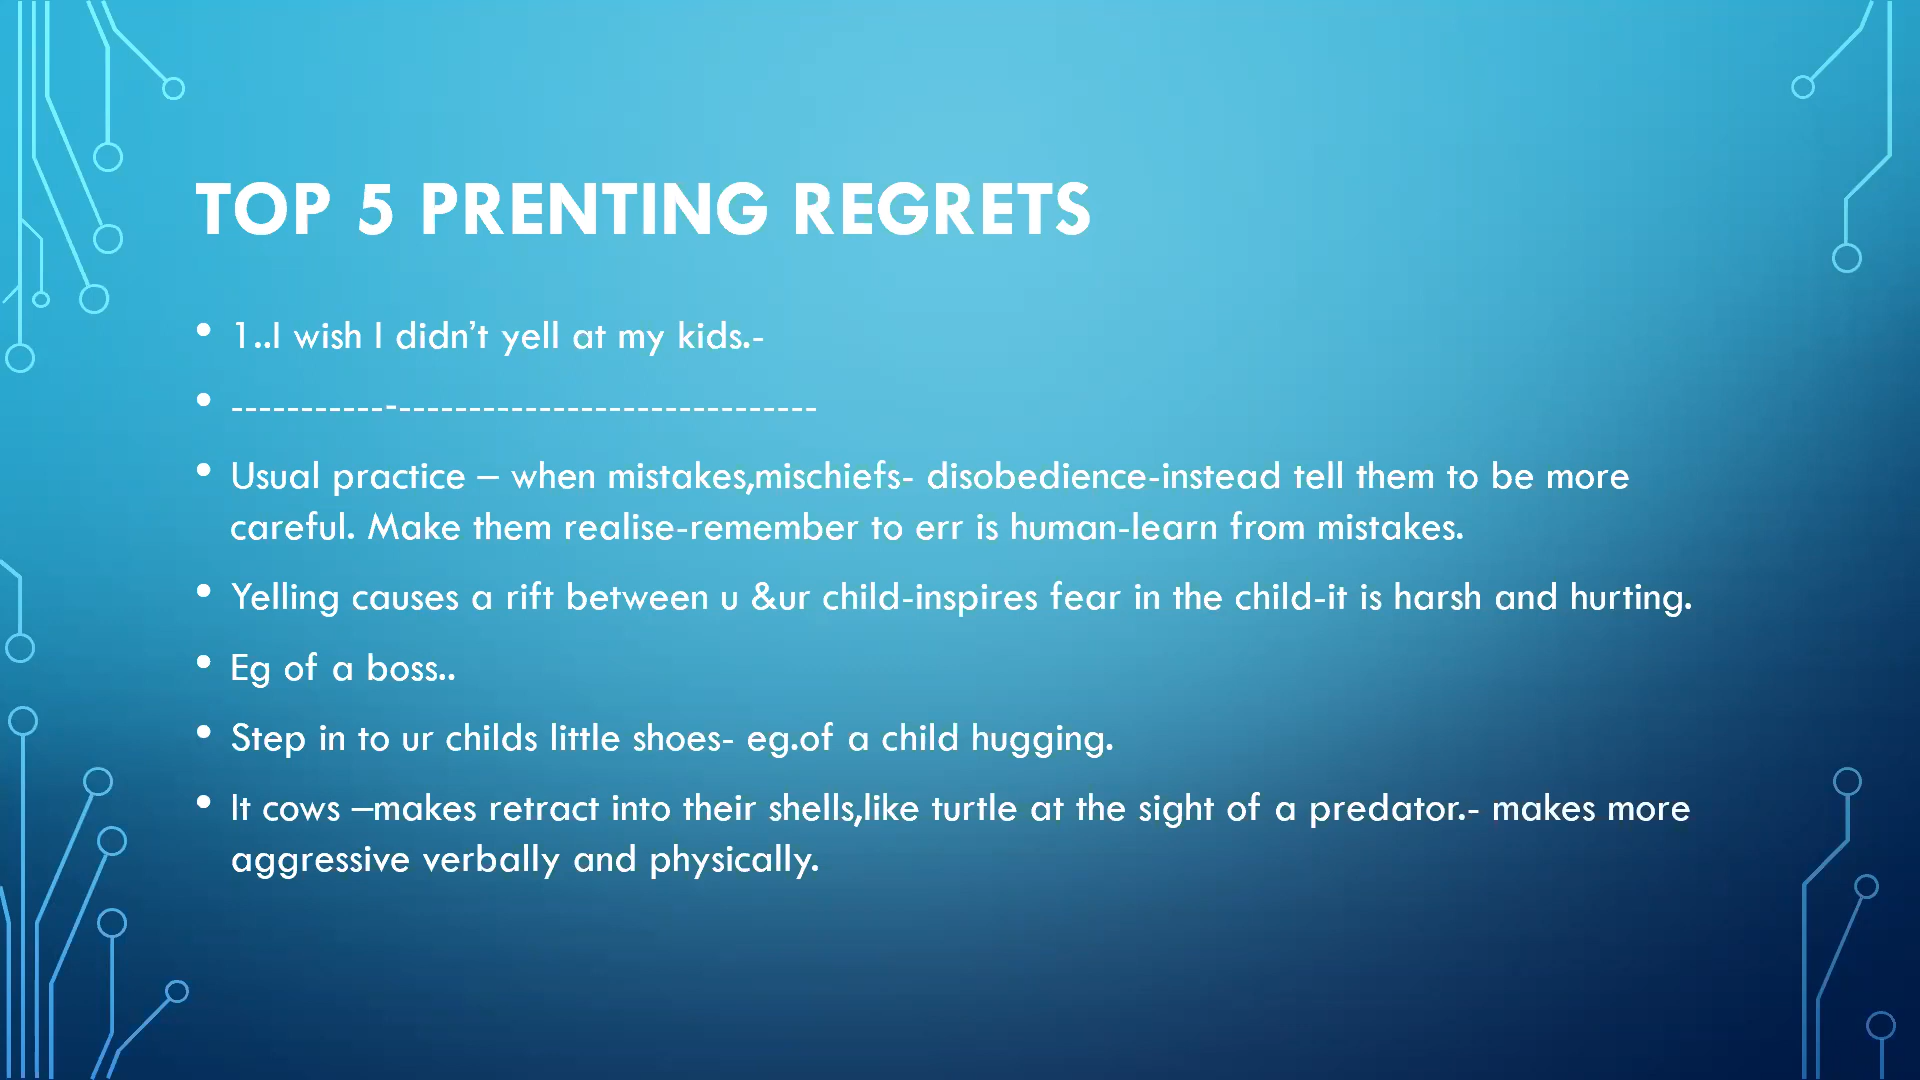 TOP 5 PRENTING REGRETS
• 1..I wish I didn’t yell at my kids.-
• -----------‐------------------------------
• Usual practice – when mistakes,mischiefs- disobedience-instead tell them to be more
careful. Make them realise-remember to err is human-learn from mistakes.
• Yelling causes a rift between u &ur child-inspires fear in the child-it is harsh and hurting.
• Eg of a boss..
• Step in to ur childs little shoes- eg.of a child hugging.
• It cows –makes retract into their shells,like turtle at the sight of a predator.- makes more
aggressive verbally and physically.